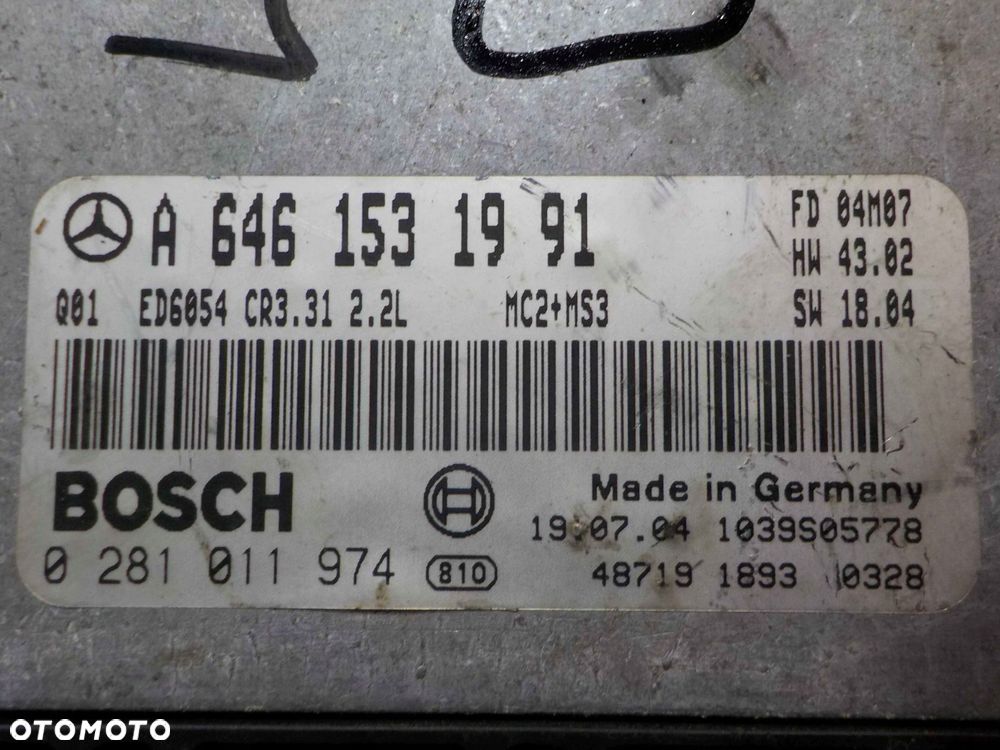 A 646 153 19 91
FD 04M07
HW 43.02
Q01 ED6054 CR3.31 2.2L MC2+MS3 SW 18.04
BOSCH
Made in Germany
19.07.04 1039S05778
0 281 011 974 810
487191 1893 0328
OTOMOTO